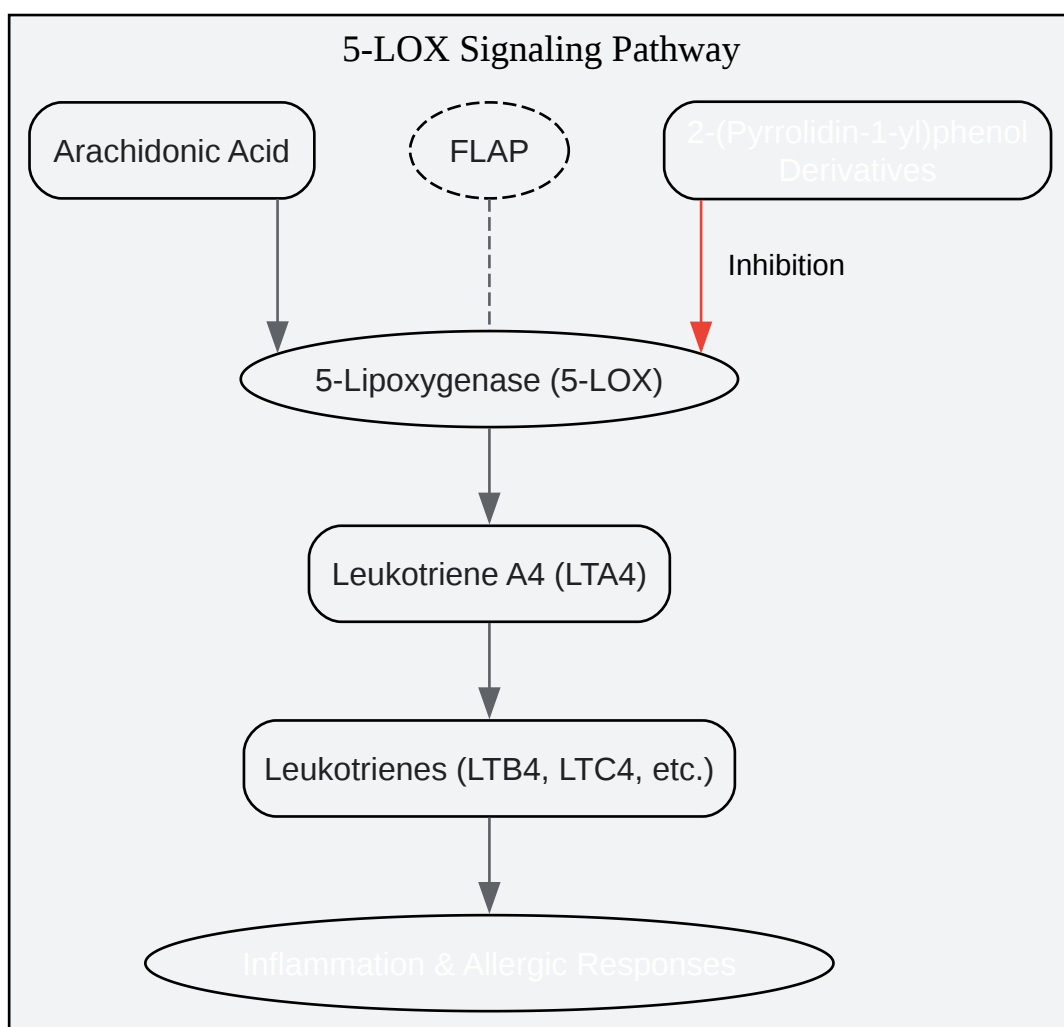 5-LOX Signaling Pathway
Arachidonic Acid
FLAP
2-(Pyrrolidin-1-yl)phenol
Derivatives
Inhibition
5-Lipoxygenase (5-LOX)
Leukotriene A4 (LTA4)
Leukotrienes (LTB4, LTC4, etc.)
Inflammation & Allergic Responses